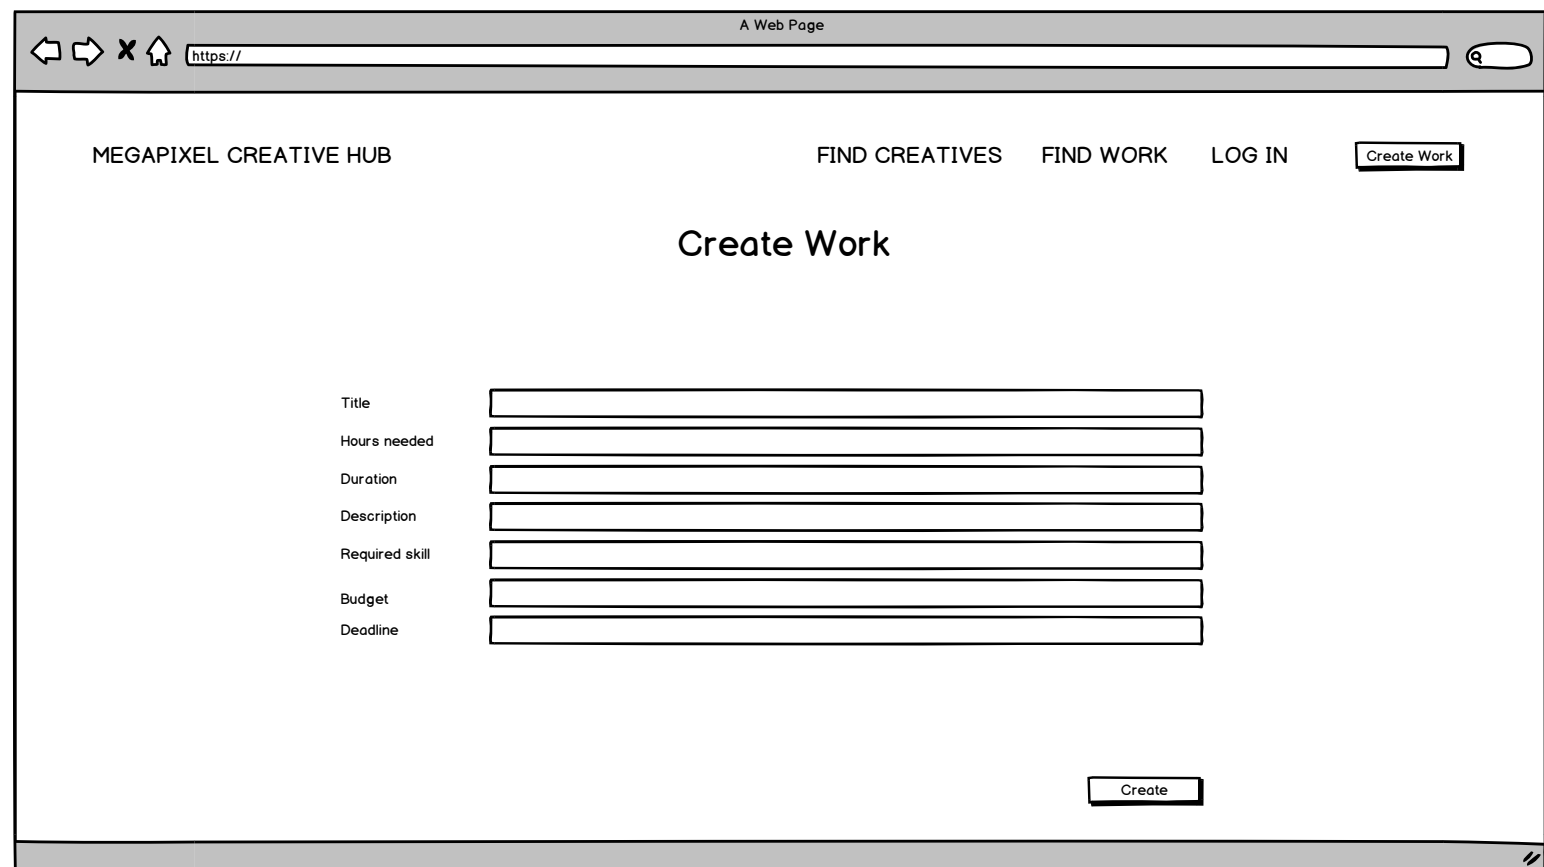 A Web Page
https://
MEGAPIXEL CREATIVE HUB FIND CREATIVES FIND WORK LOG IN Create Work
Create Work
Title
Hours needed
Duration
Description
Required skill
Budget
Deadline
Create